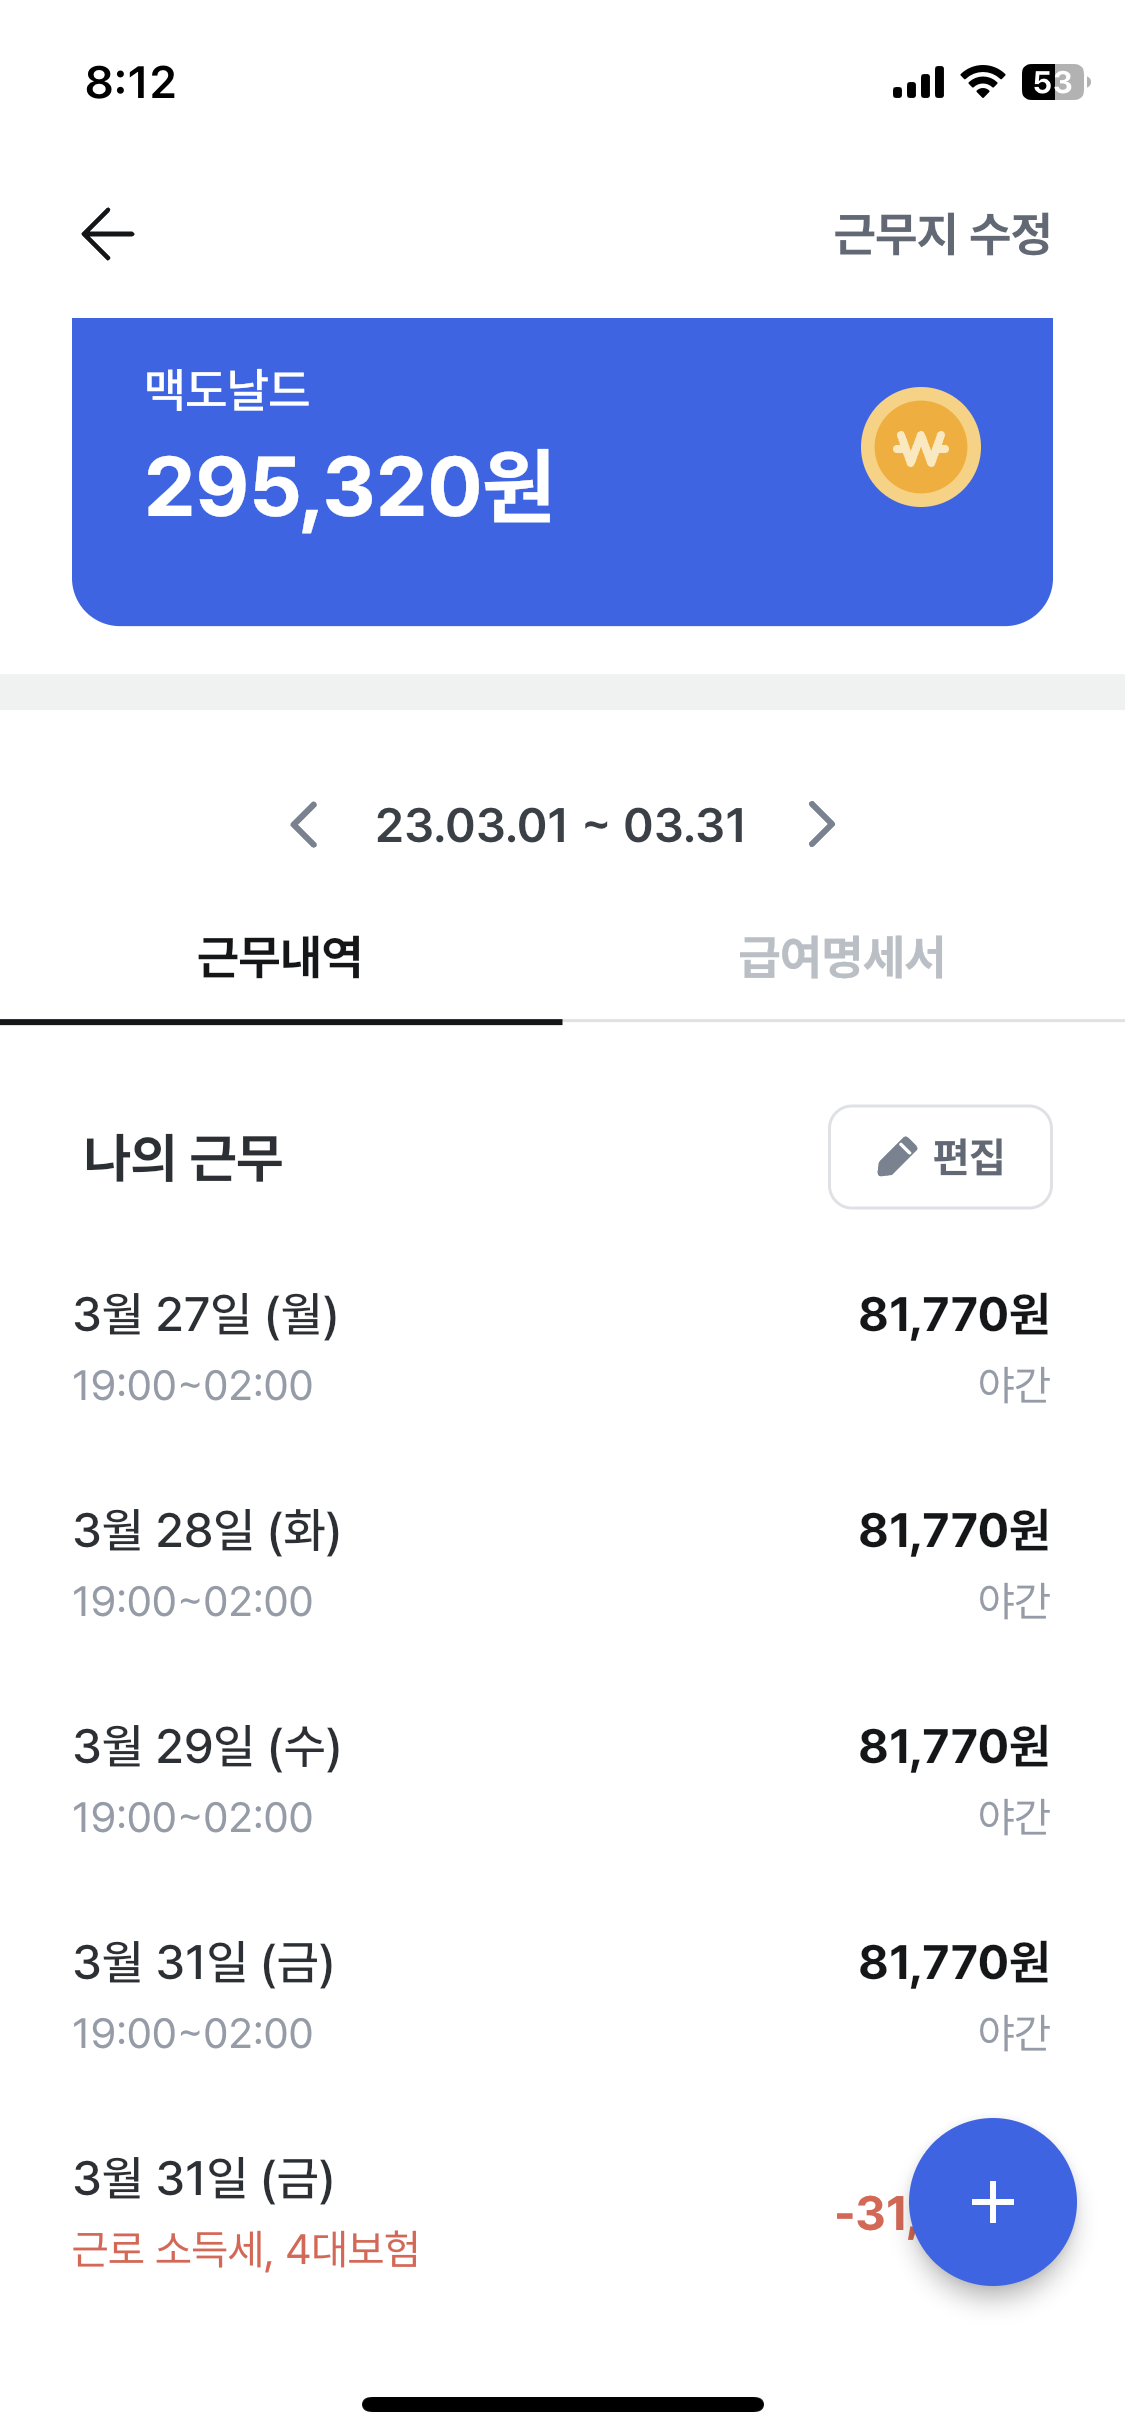 8:12
53
근무지 수정
맥도날드
295,320원
23.03.01 ~ 03.31
근무내역 급여명세서
나의 근무 편집
3월 27일 (월) 81,770원
19:00~02:00 야간
3월 28일 (화) 81,770원
19:00~02:00 야간
3월 29일 (수) 81,770원
19:00~02:00 야간
3월 31일 (금) 81,770원
19:00~02:00 야간
3월 31일 (금)
-31,
근로 소득세, 4대보험